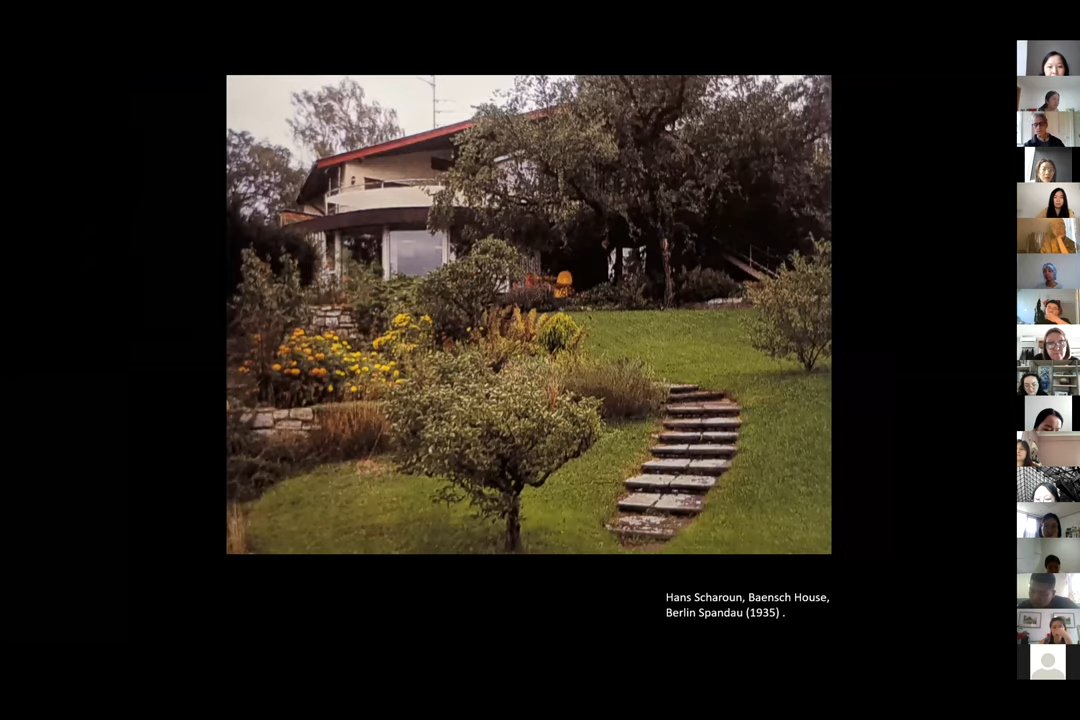 Hans Scharoun, Baensch House,
Berlin Spandau (1935) .